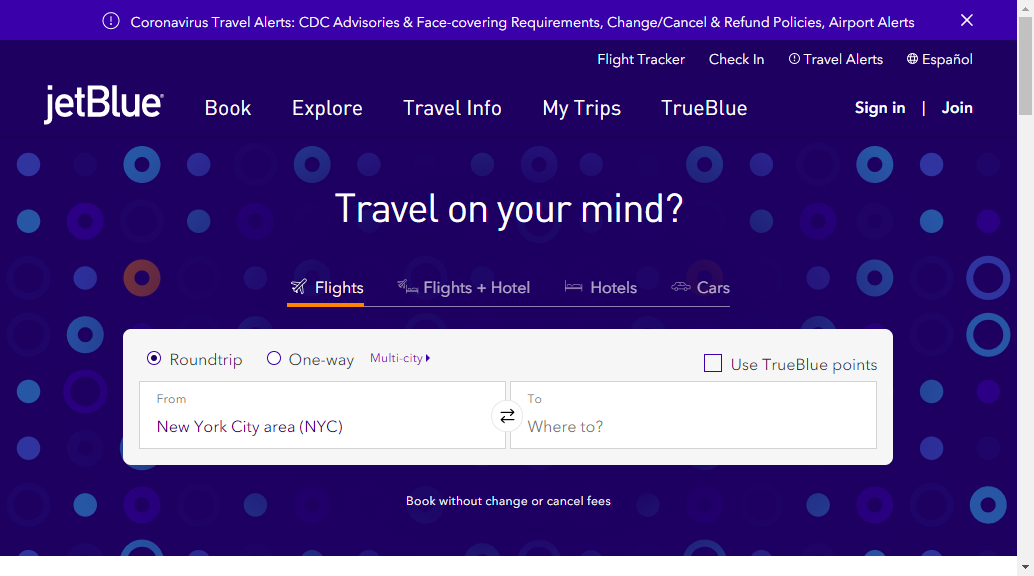 Coronavirus Travel Alerts: CDC Advisories & Face-covering Requirements, Change/Cancel & Refund Policies, Airport Alerts
Flight Tracker Check In Travel Alerts Español
jetBlue Book Explore Travel Info My Trips TrueBlue Sign in | Join
Travel on your mind?
Flights Flights + Hotel Hotels Cars
Roundtrip One-way Multi-city Use TrueBlue points
From To
New York City area (NYC) Where to?
Book without change or cancel fees